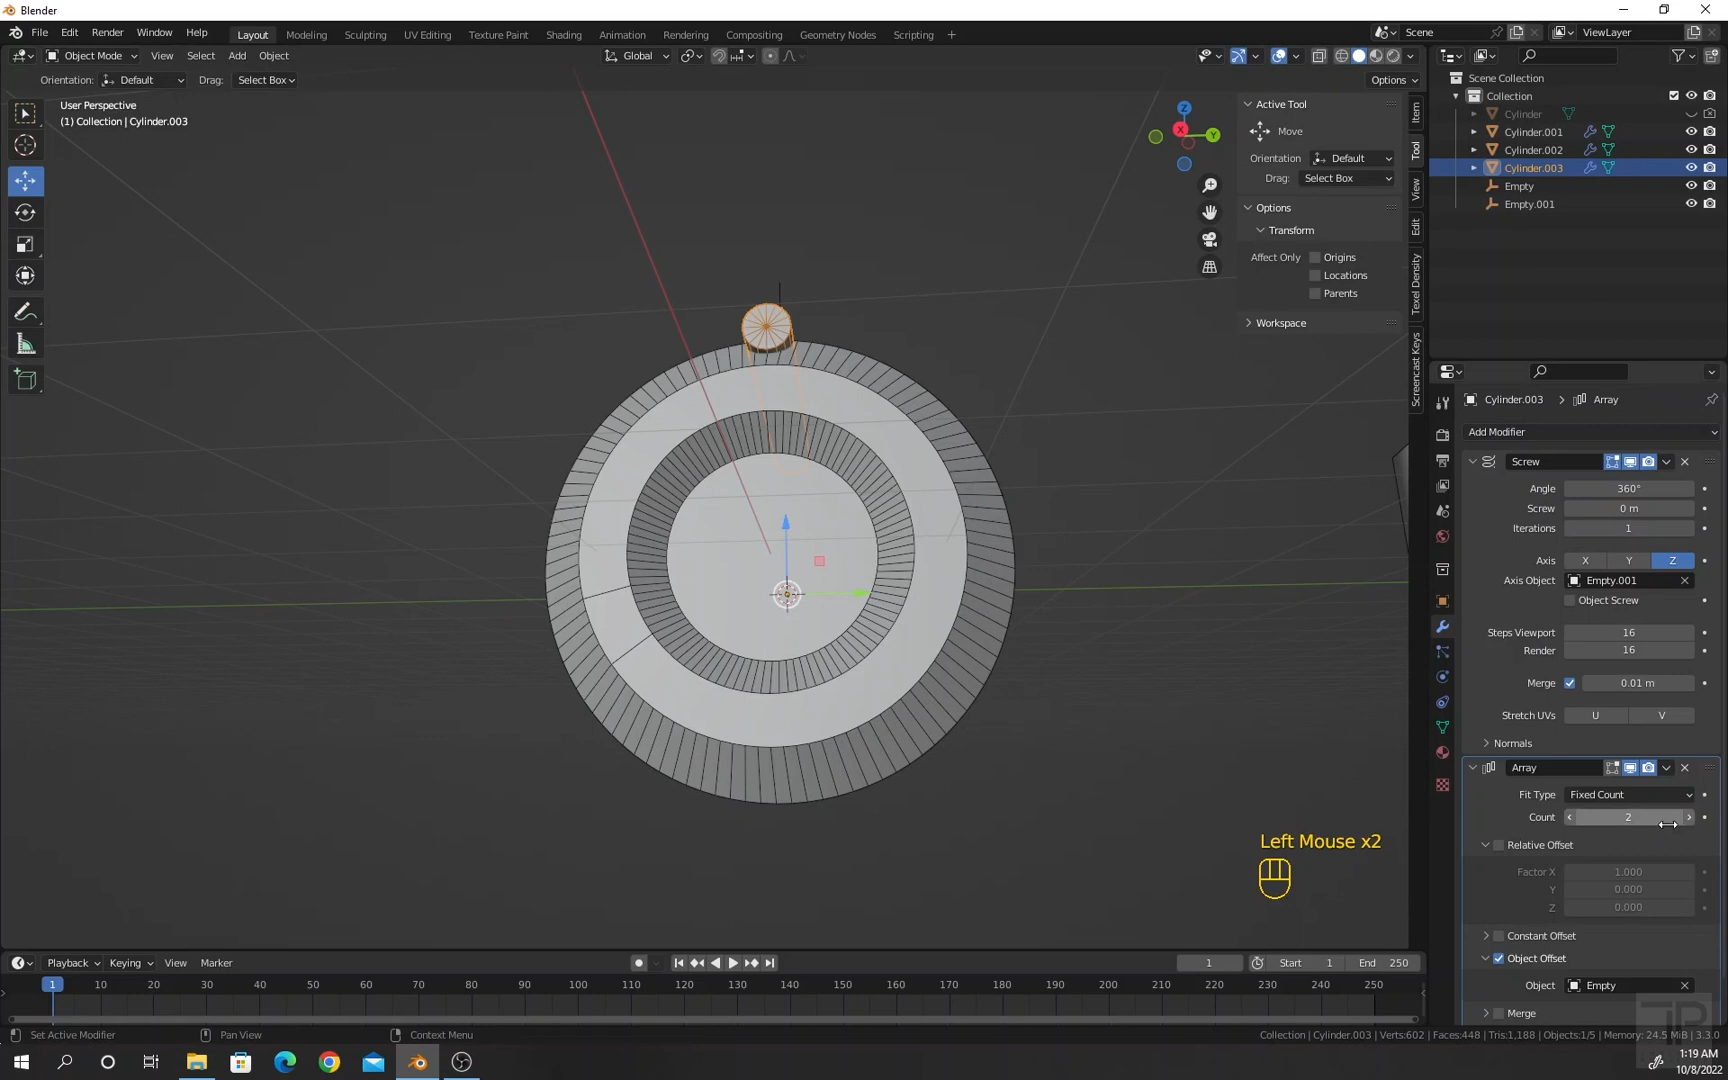 Blender
File Edit Render Window Help Layout Modeling Sculpting UV Editing Texture Paint Shading Animation Rendering Compositing Geometry Nodes Scripting + Scene ViewLayer
Object Mode View Select Add Object Global
Orientation: Default Drag: Select Box Options
User Perspective
(1) Collection | Cylinder.003
Z
X
Y
Active Tool
Move
Orientation Default
Drag: Select Box
Options
Transform
Affect Only Origins
Locations
Parents
Workspace
Item
Tool
View
Edit
Texel Density
Screencast Keys
Scene Collection
Collection
Cylinder
Cylinder.001
Cylinder.002
Cylinder.003
Empty
Empty.001
Cylinder.003 > Array
Add Modifier
Screw
Angle 360°
Screw 0 m
Iterations 1
Axis X Y Z
Axis Object Empty.001
Object Screw
Steps Viewport 16
Render 16
Merge 0.01 m
Stretch UVs U V
Normals
Array
Fit Type Fixed Count
Count 2
Relative Offset
Factor X 1.000
Y 0.000
Z 0.000
Constant Offset
Object Offset
Object Empty
Merge
Left Mouse x2
Playback Keying View Marker 1 Start 1 End 250
1 10 20 30 40 50 60 70 80 90 100 110 120 130 140 150 160 170 180 190 200 210 220 230 240 250
Set Active Modifier Pan View Context Menu Collection | Cylinder.003 | Verts:602 | Faces:448 | Tris:1,188 | Objects:1/5 | Memory: 24.5 MiB | 3.3.0
1:19 AM
10/8/2022